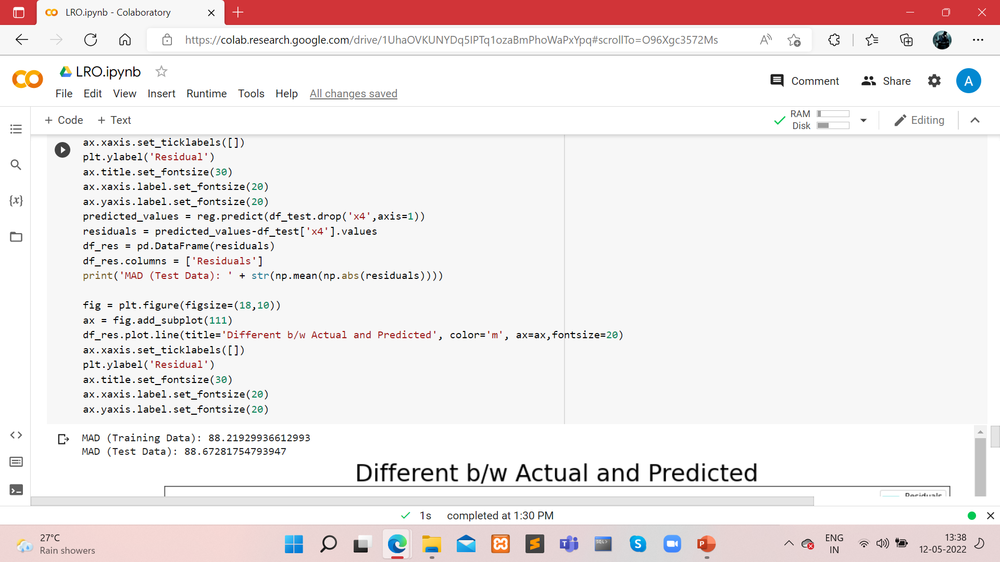 LRO.ipynb - Colaboratory
https://colab.research.google.com/drive/1UhaOVKUNYDq5IPTq1ozaBmPhoWaPxYpq#scrollTo=O96Xgc3572Ms
LRO.ipynb
Comment
Share
A
File Edit View Insert Runtime Tools Help All changes saved
+ Code + Text
RAM
Disk
Editing
ax.xaxis.set_ticklabels([])
plt.ylabel('Residual')
ax.title.set_fontsize(30)
ax.xaxis.label.set_fontsize(20)
ax.yaxis.label.set_fontsize(20)
predicted_values = reg.predict(df_test.drop('x4',axis=1))
residuals = predicted_values-df_test['x4'].values
df_res = pd.DataFrame(residuals)
df_res.columns = ['Residuals']
print('MAD (Test Data): ' + str(np.mean(np.abs(residuals))))
fig = plt.figure(figsize=(18,10))
ax = fig.add_subplot(111)
df_res.plot.line(title='Different b/w Actual and Predicted', color='m', ax=ax,fontsize=20)
ax.xaxis.set_ticklabels([])
plt.ylabel('Residual')
ax.title.set_fontsize(30)
ax.xaxis.label.set_fontsize(20)
ax.yaxis.label.set_fontsize(20)
MAD (Training Data): 88.21929936612993
MAD (Test Data): 88.67281754793947
Different b/w Actual and Predicted
Residuals
1s completed at 1:30 PM
27°C
Rain showers
ENG
IN
13:38
12-05-2022